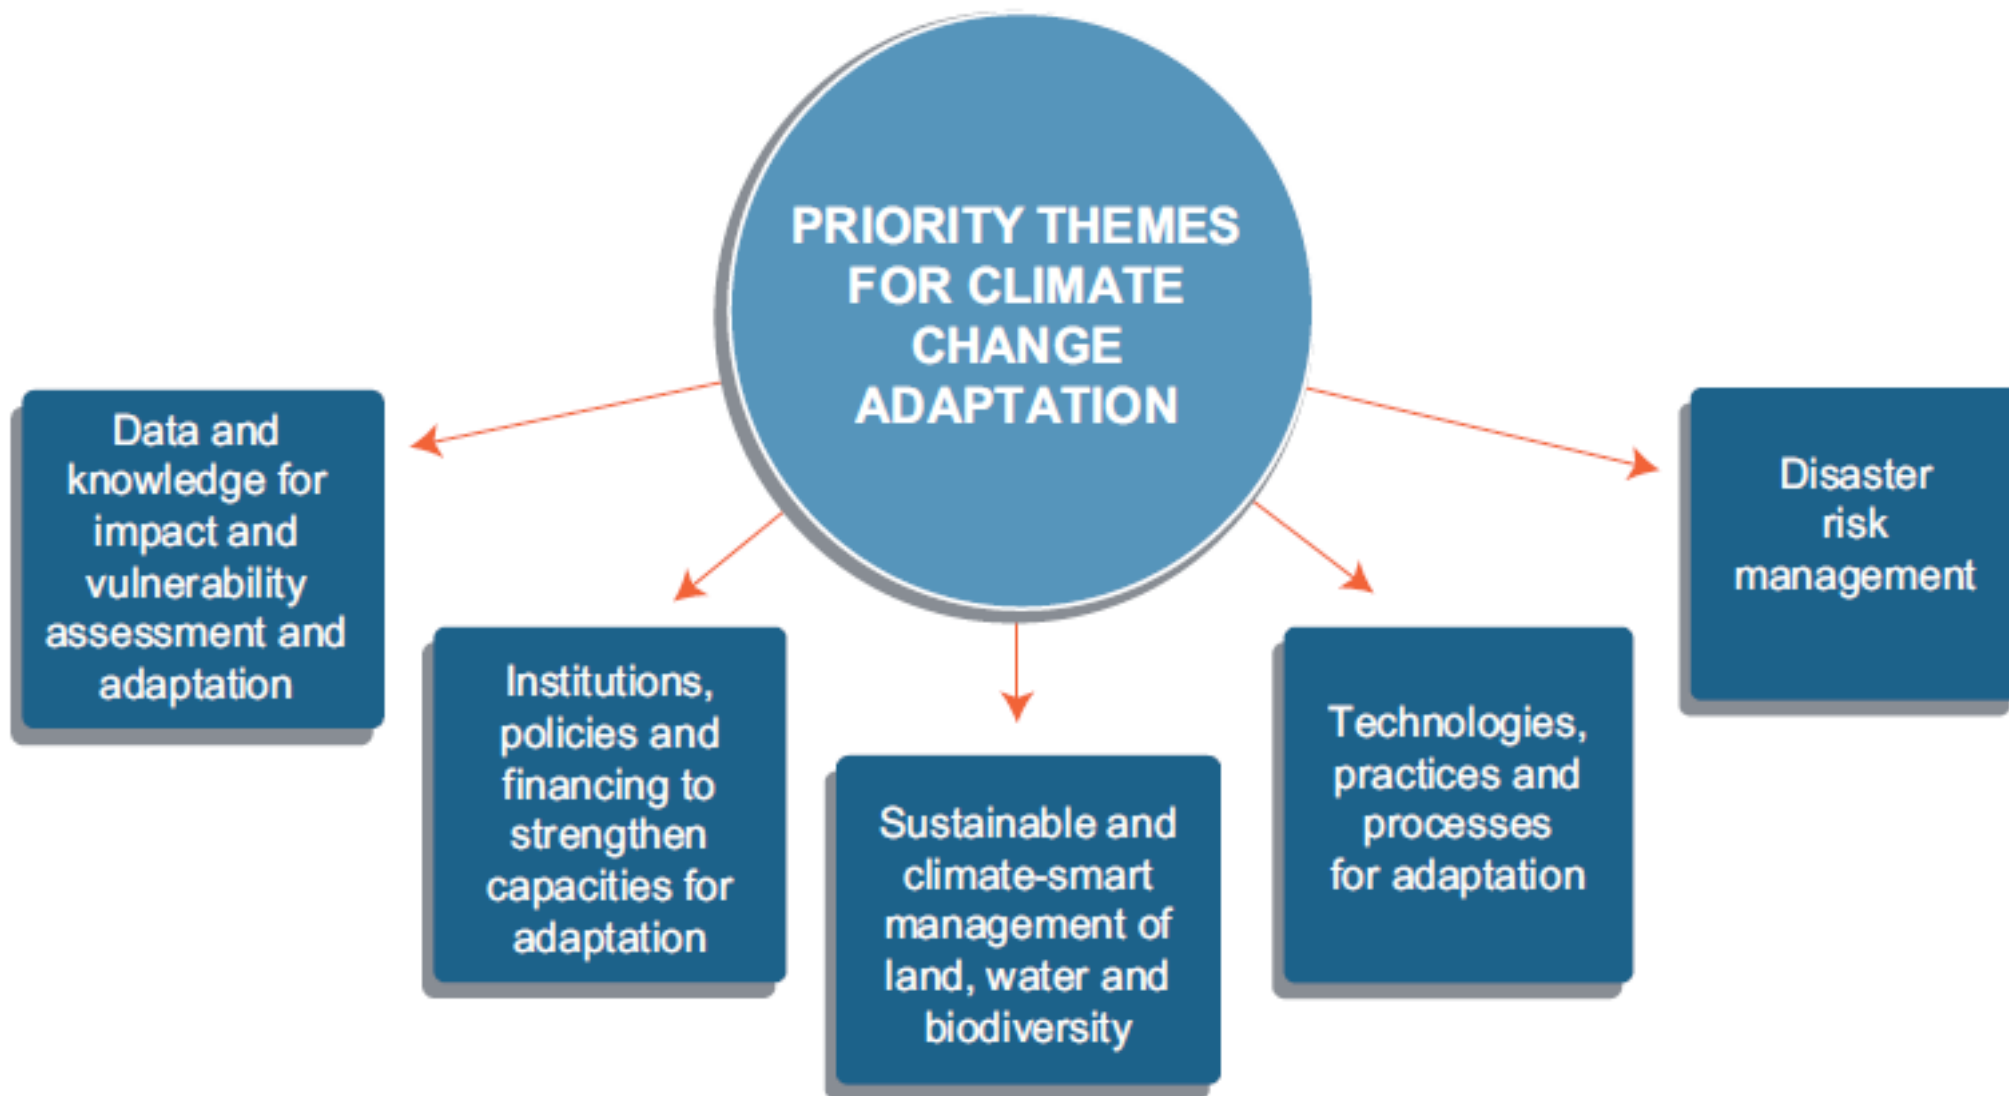 PRIORITY THEMES
FOR CLIMATE
CHANGE
ADAPTATION
Data and
knowledge for
impact and
vulnerability
assessment and
adaptation
Institutions,
policies and
financing to
strengthen
capacities for
adaptation
Sustainable and
climate-smart
management of
land, water and
biodiversity
Technologies,
practices and
processes
for adaptation
Disaster
risk
management